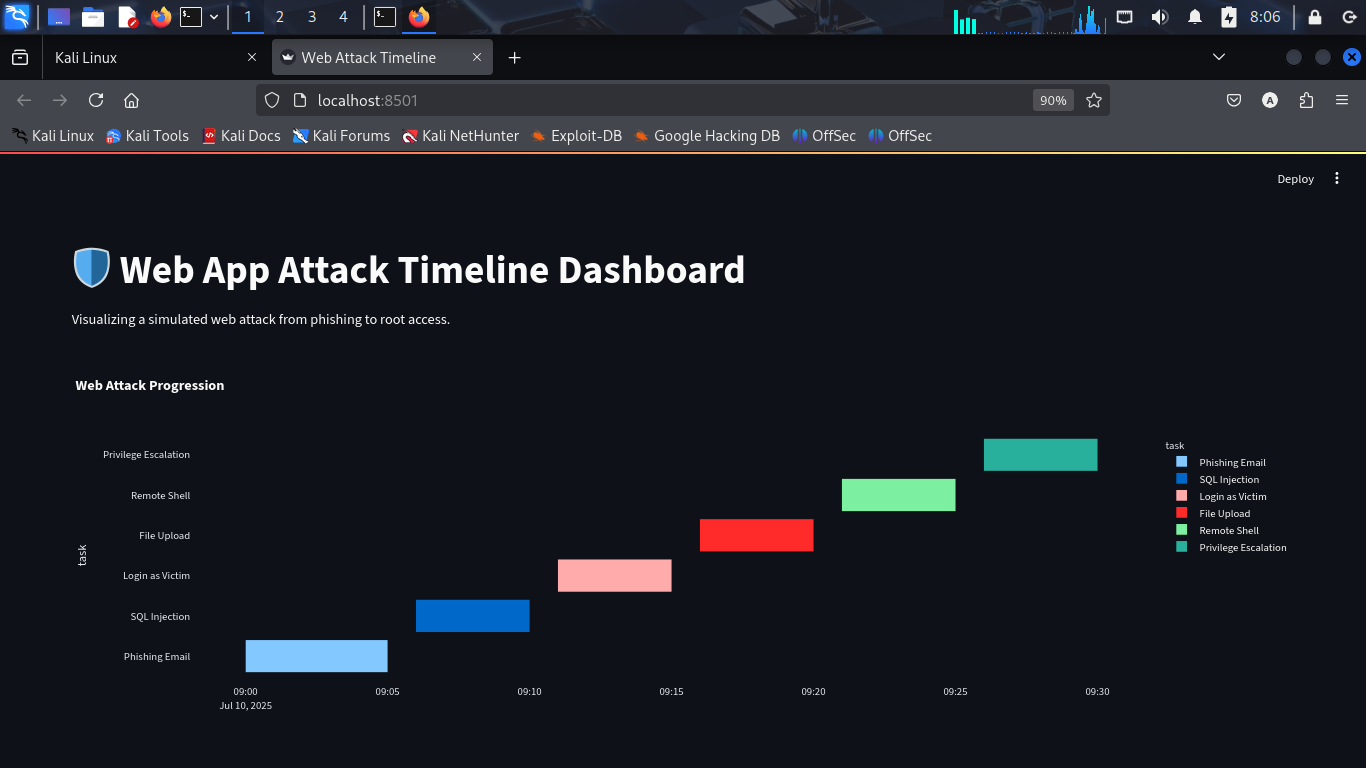 1 2 3 4 8:06
Kali Linux Web Attack Timeline
localhost:8501 90% A
Kali Linux Kali Tools Kali Docs Kali Forums Kali NetHunter Exploit-DB Google Hacking DB OffSec OffSec
Deploy
Web App Attack Timeline Dashboard
Visualizing a simulated web attack from phishing to root access.
Web Attack Progression
task
Privilege Escalation
Remote Shell
File Upload
Login as Victim
SQL Injection
Phishing Email
09:00 09:05 09:10 09:15 09:20 09:25 09:30
Jul 10, 2025
task
Phishing Email
SQL Injection
Login as Victim
File Upload
Remote Shell
Privilege Escalation